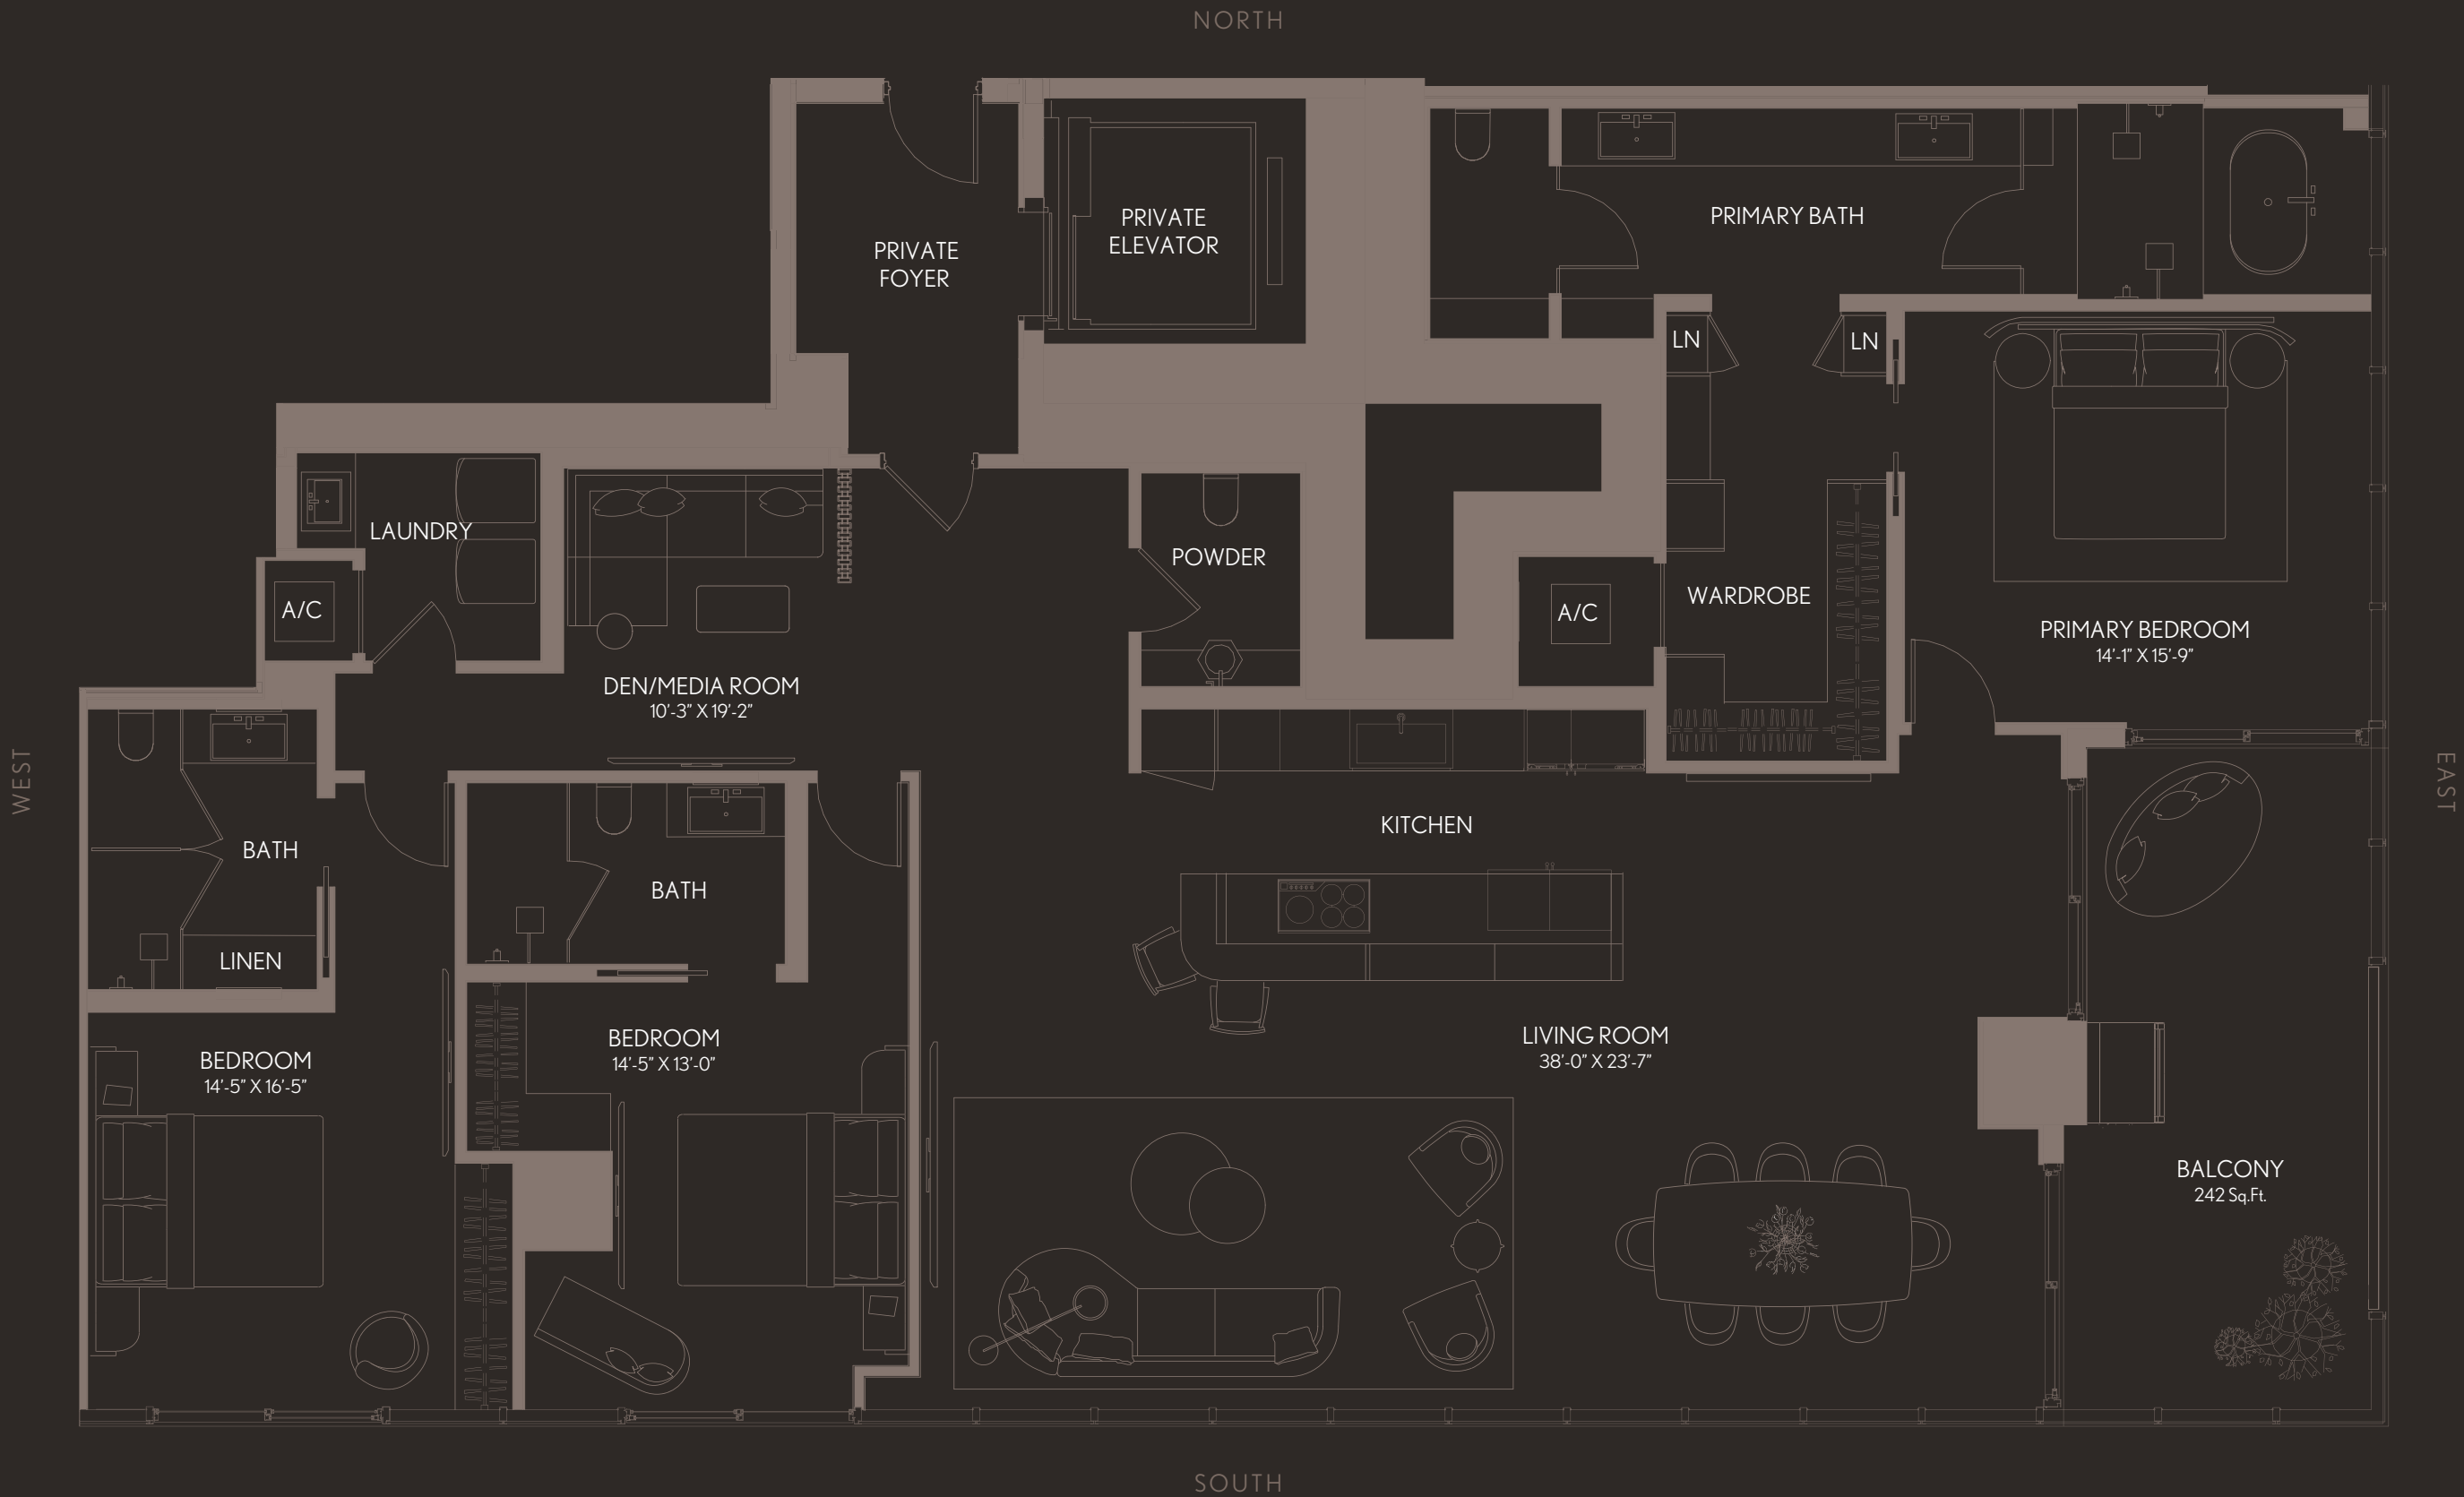 NORTH
PRIVATE
FOYER
PRIVATE
ELEVATOR
PRIMARY BATH
LN
LN
LAUNDRY
A/C
POWDER
A/C
WARDROBE
PRIMARY BEDROOM
14'-1" X 15'-9"
DEN/MEDIA ROOM
10'-3" X 19'-2"
WEST
EAST
KITCHEN
BATH
BATH
LINEN
BEDROOM
14'-5" X 16'-5"
BEDROOM
14'-5" X 13'-0"
LIVING ROOM
38'-0" X 23'-7"
BALCONY
242 Sq.Ft.
SOUTH